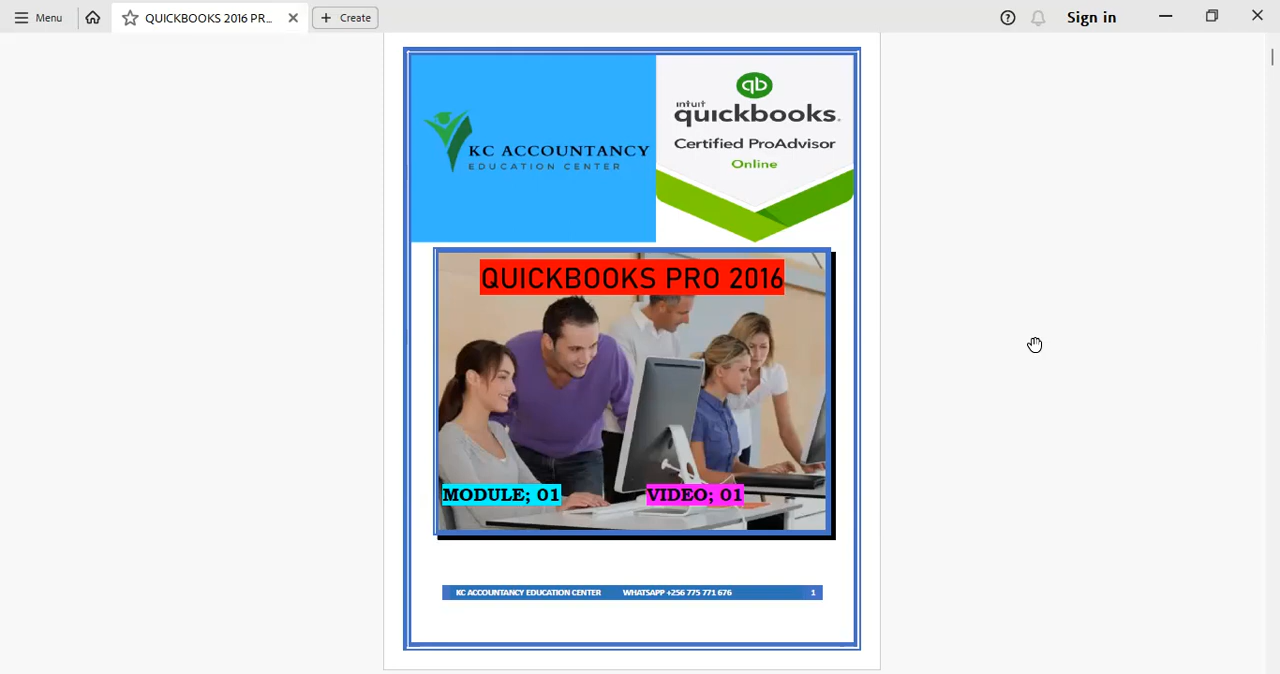 Menu
QUICKBOOKS 2016 PR...
Create
Sign in
KC ACCOUNTANCY
EDUCATION CENTER
qb
intuit
quickbooks.
Certified ProAdvisor
Online
QUICKBOOKS PRO 2016
MODULE; 01 VIDEO; 01
KC ACCOUNTANCY EDUCATION CENTER WHATSAPP +256 775 771 676 1